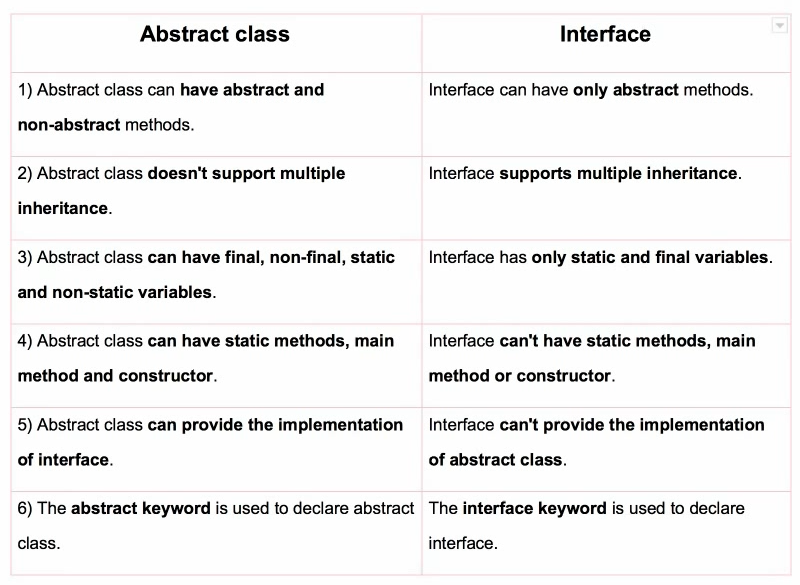 Abstract class
Interface
1) Abstract class can have abstract and
non-abstract methods.
Interface can have only abstract methods.
2) Abstract class doesn't support multiple
inheritance.
Interface supports multiple inheritance.
3) Abstract class can have final, non-final, static
and non-static variables.
Interface has only static and final variables.
4) Abstract class can have static methods, main
method and constructor.
Interface can't have static methods, main
method or constructor.
5) Abstract class can provide the implementation
of interface.
Interface can't provide the implementation
of abstract class.
6) The abstract keyword is used to declare abstract
class.
The interface keyword is used to declare
interface.